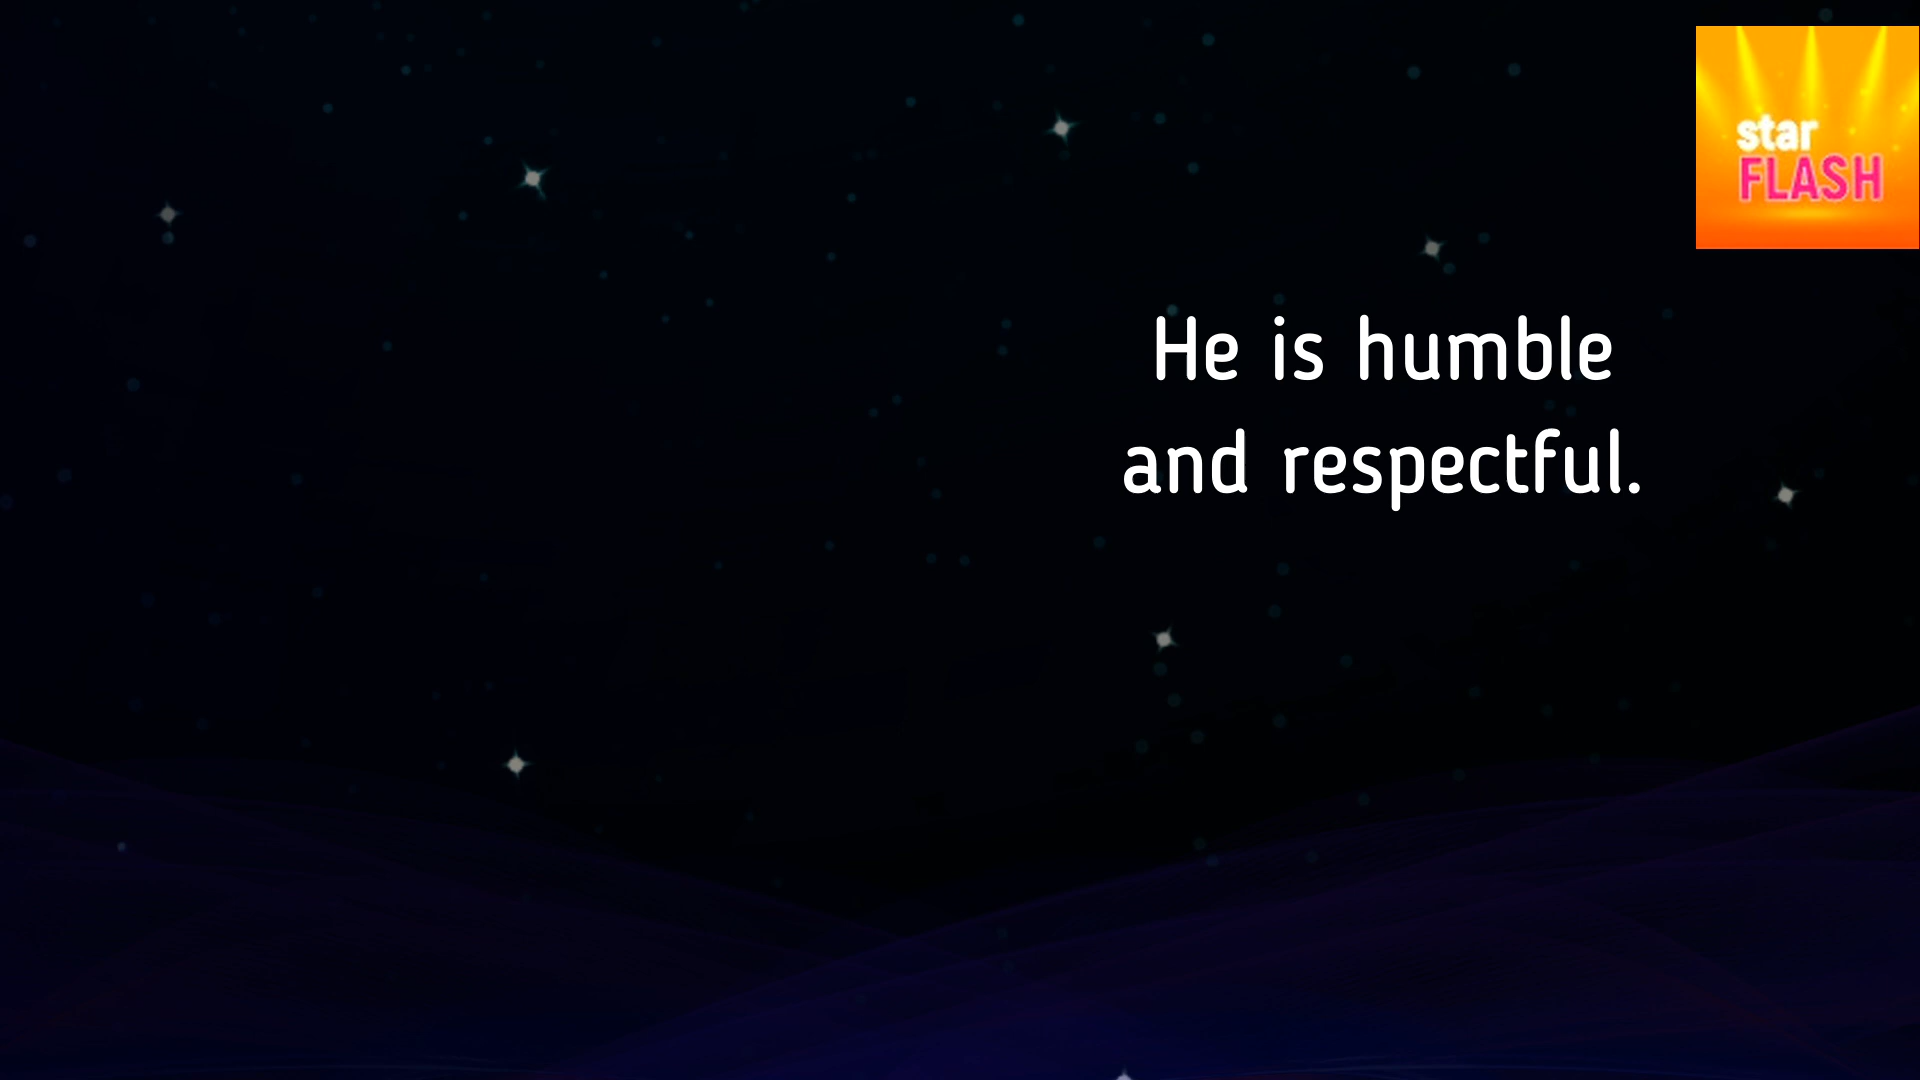 star
FLASH
He is humble
and respectful.